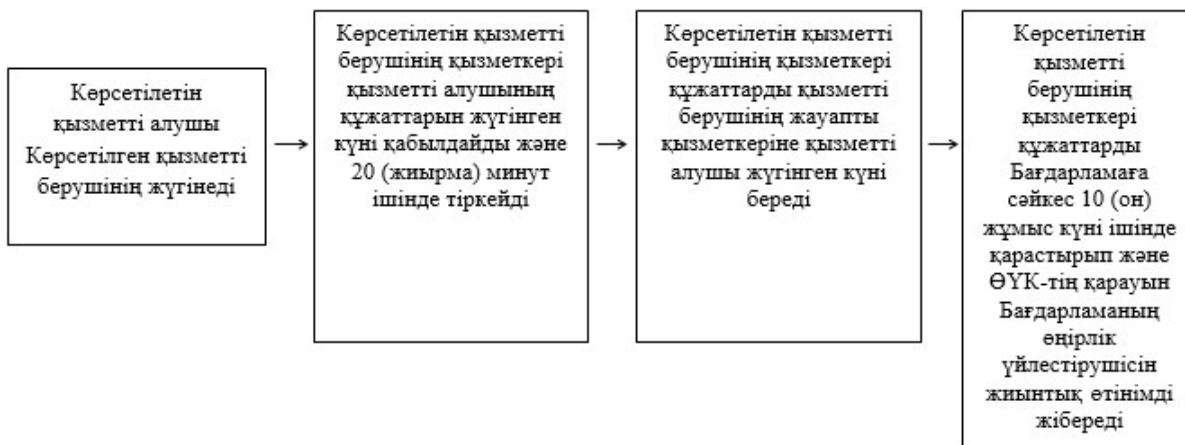 Көрсетілетін
қызметті алушы
Көрсетілген қызметті
берушінің жүгінеді
Көрсетілетін қызметті
берушінің қызметкері
қызметті алушының
құжаттарын жүгінген
күні қабылдайды және
20 (жиырма) минут
ішінде тіркейді
Көрсетілетін қызметті
берушінің қызметкері
құжаттарды қызметті
берушінің жауапты
қызметкеріне қызметті
алушы жүгінген күні
береді
Көрсетілетін
қызметті
берушінің
қызметкері
құжаттарды
Бағдарламаға
сәйкес 10 (он)
жұмыс күні ішінде
қарастырып және
ӨҮК-тің қарауын
Бағдарламаның
өңірлік
үйлестірушісін
жиынтық өтінімді
жібереді